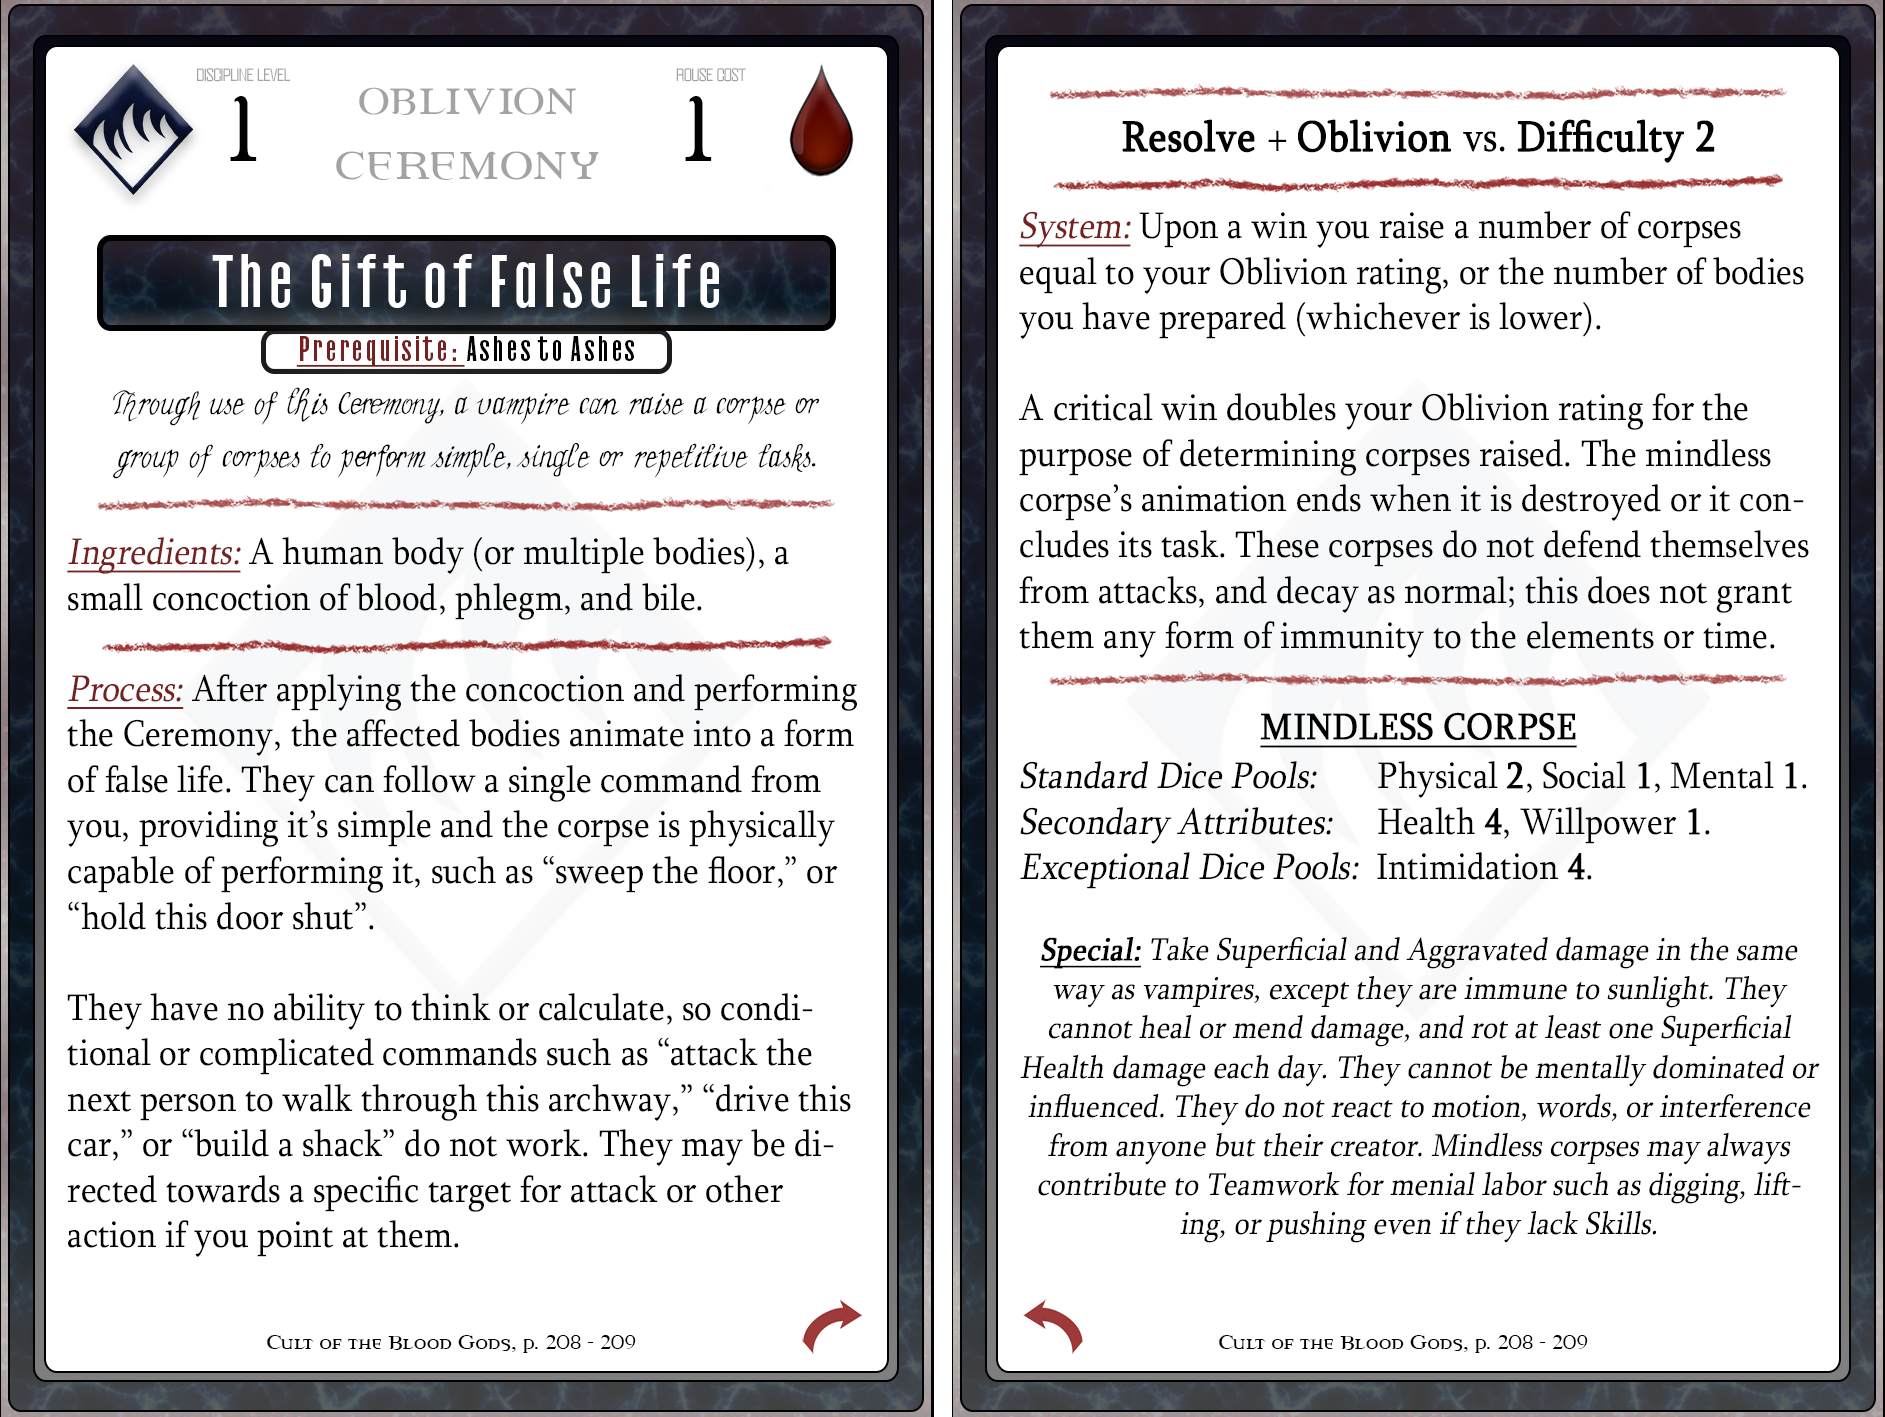 DISCIPLINE LEVEL
1
OBLIVION
CEREMONY
ROUSE COST
1
The Gift of False Life
Prerequisite: Ashes to Ashes
Through use of this Ceremony, a vampire can raise a corpse or
group of corpses to perform simple, single or repetitive tasks.
Ingredients: A human body (or multiple bodies), a
small concoction of blood, phlegm, and bile.
Process: After applying the concoction and performing
the Ceremony, the affected bodies animate into a form
of false life. They can follow a single command from
you, providing it’s simple and the corpse is physically
capable of performing it, such as “sweep the floor,” or
“hold this door shut”.
They have no ability to think or calculate, so condi-
tional or complicated commands such as “attack the
next person to walk through this archway,” “drive this
car,” or “build a shack” do not work. They may be di-
rected towards a specific target for attack or other
action if you point at them.
Cult of the Blood Gods, p. 208 - 209
Resolve + Oblivion vs. Difficulty 2
System: Upon a win you raise a number of corpses
equal to your Oblivion rating, or the number of bodies
you have prepared (whichever is lower).
A critical win doubles your Oblivion rating for the
purpose of determining corpses raised. The mindless
corpse’s animation ends when it is destroyed or it con-
cludes its task. These corpses do not defend themselves
from attacks, and decay as normal; this does not grant
them any form of immunity to the elements or time.
MINDLESS CORPSE
Standard Dice Pools: Physical 2, Social 1, Mental 1.
Secondary Attributes: Health 4, Willpower 1.
Exceptional Dice Pools: Intimidation 4.
Special: Take Superficial and Aggravated damage in the same
way as vampires, except they are immune to sunlight. They
cannot heal or mend damage, and rot at least one Superficial
Health damage each day. They cannot be mentally dominated or
influenced. They do not react to motion, words, or interference
from anyone but their creator. Mindless corpses may always
contribute to Teamwork for menial labor such as digging, lift-
ing, or pushing even if they lack Skills.
Cult of the Blood Gods, p. 208 - 209